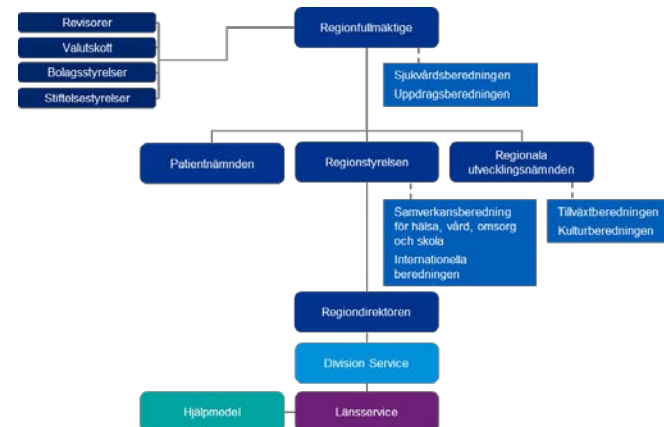 Revisorer
Valutskott
Bolagsstyrelser
Stiftelsestyrelser
Regionfullmäktige
Sjukvårdsberedningen
Uppdragsberedningen
Patientnämnden
Regionstyrelsen
Regionala
utvecklingsnämnden
Samverkansberedning
för hälsa, vård, omsorg
och skola
Internationella
beredningen
Tillväxtberedningen
Kulturberedningen
Regiondirektören
Division Service
Hjälpmedel
Länsservice